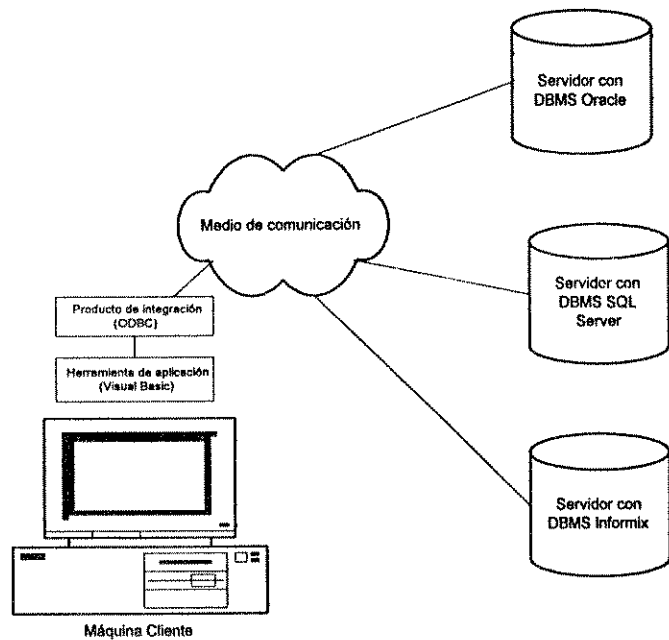 Servidor con
DBMS Oracle
Medio de comunicación
Servidor con
DBMS SQL
Server
Producto de integración
(ODBC)
Herramienta de aplicación
(Visual Basic)
Servidor con
DBMS Informix
Máquina Cliente